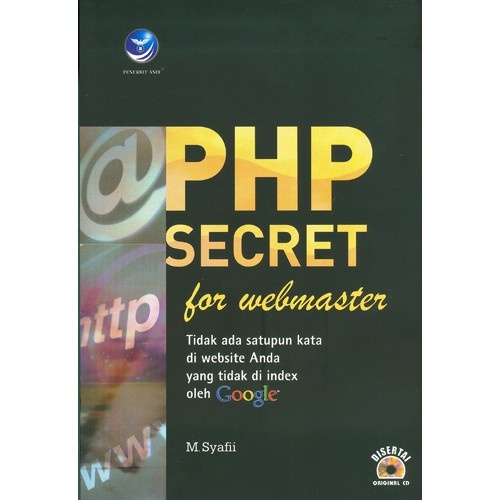 PENERBIT ANDI
@
PHP
SECRET
for webmaster
http
Tidak ada satupun kata
di website Anda
yang tidak di index
oleh Google
www
M. Syafii
DISERTAI
ORIGINAL CD